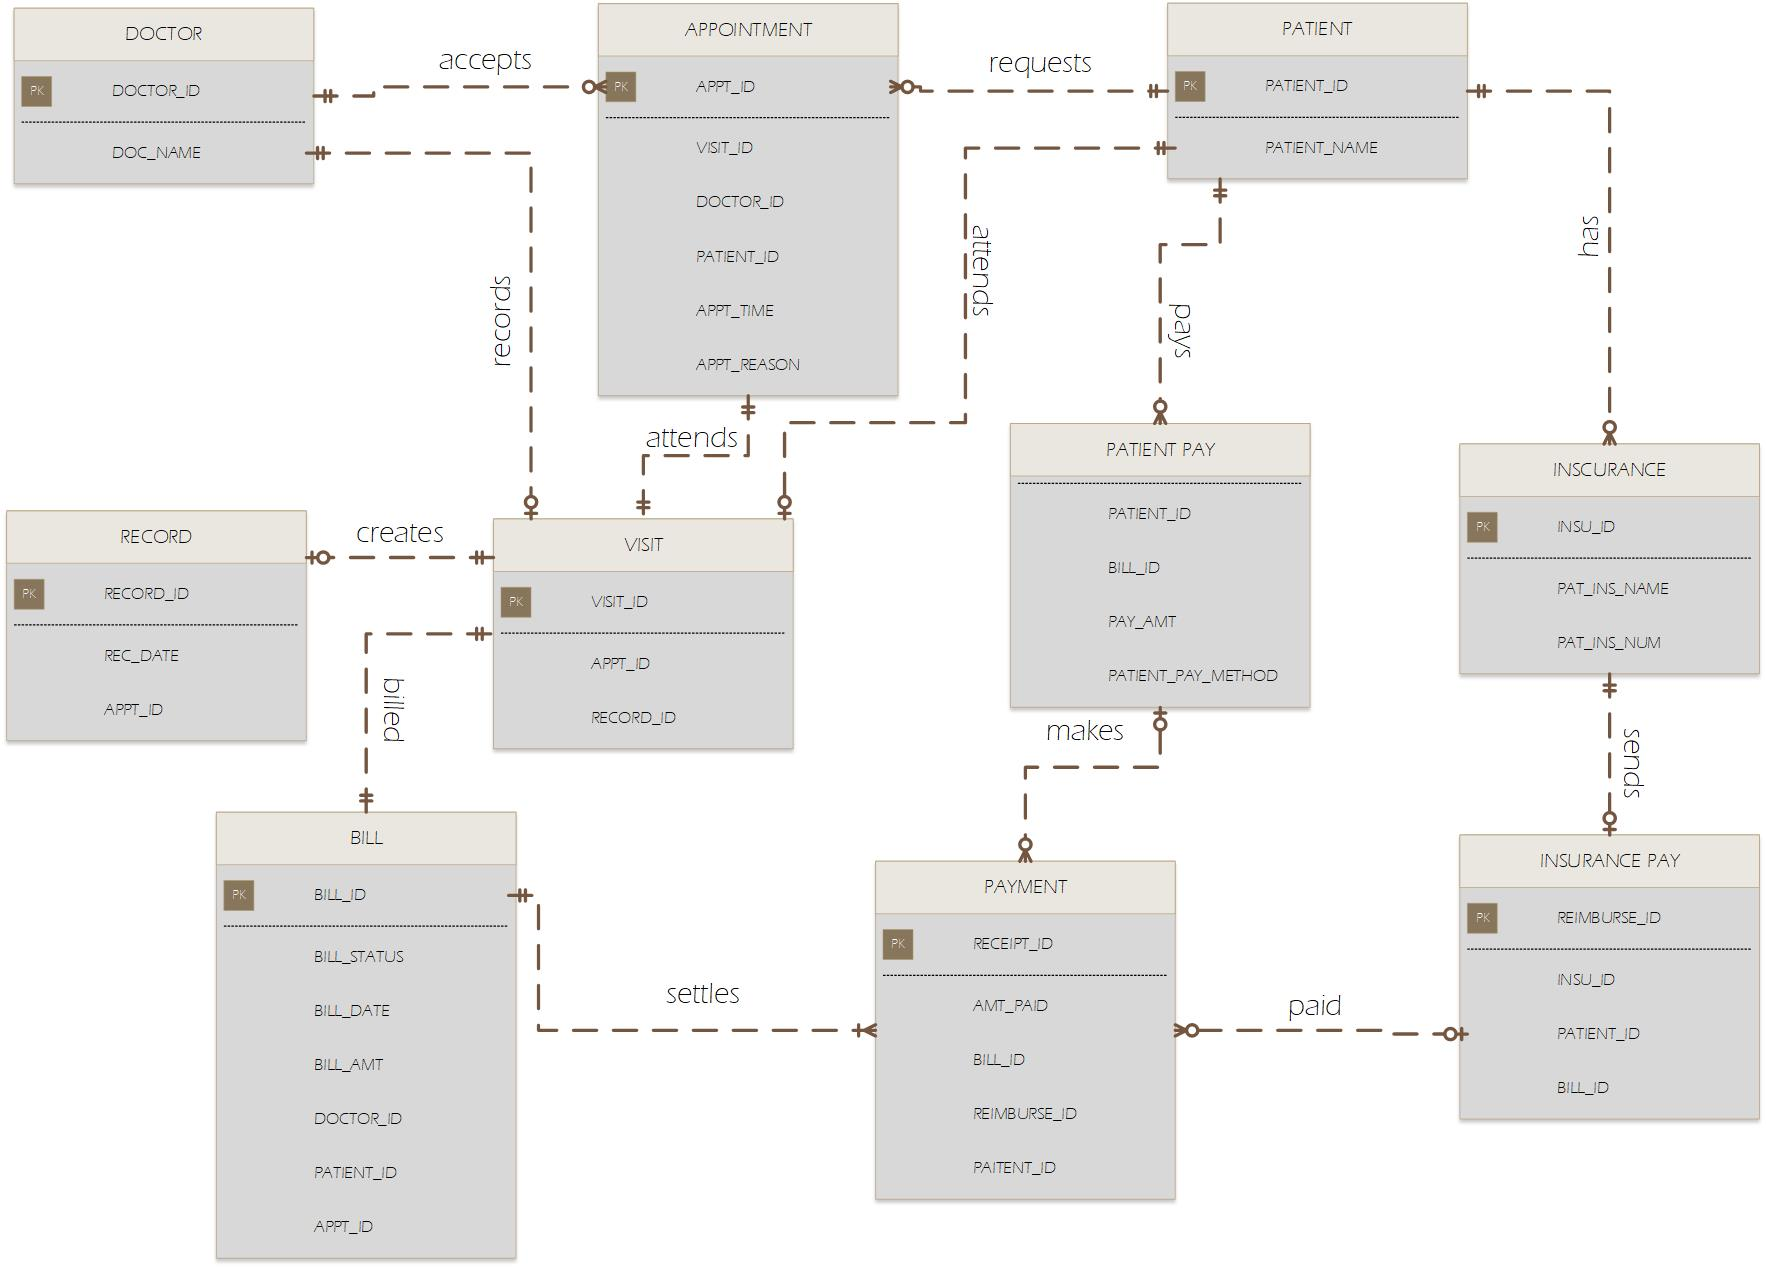 DOCTOR
PK DOCTOR_ID
DOC_NAME
accepts
APPOINTMENT
PK APPT_ID
VISIT_ID
DOCTOR_ID
PATIENT_ID
APPT_TIME
APPT_REASON
requests
PATIENT
PK PATIENT_ID
PATIENT_NAME
records
attends
attends
pays
has
PATIENT PAY
PATIENT_ID
BILL_ID
PAY_AMT
PATIENT_PAY_METHOD
INSCURANCE
PK INSU_ID
PAT_INS_NAME
PAT_INS_NUM
RECORD
PK RECORD_ID
REC_DATE
APPT_ID
creates
VISIT
PK VISIT_ID
APPT_ID
RECORD_ID
billed
makes
sends
BILL
PK BILL_ID
BILL_STATUS
BILL_DATE
BILL_AMT
DOCTOR_ID
PATIENT_ID
APPT_ID
settles
PAYMENT
PK RECEIPT_ID
AMT_PAID
BILL_ID
REIMBURSE_ID
PAITENT_ID
paid
INSURANCE PAY
PK REIMBURSE_ID
INSU_ID
PATIENT_ID
BILL_ID